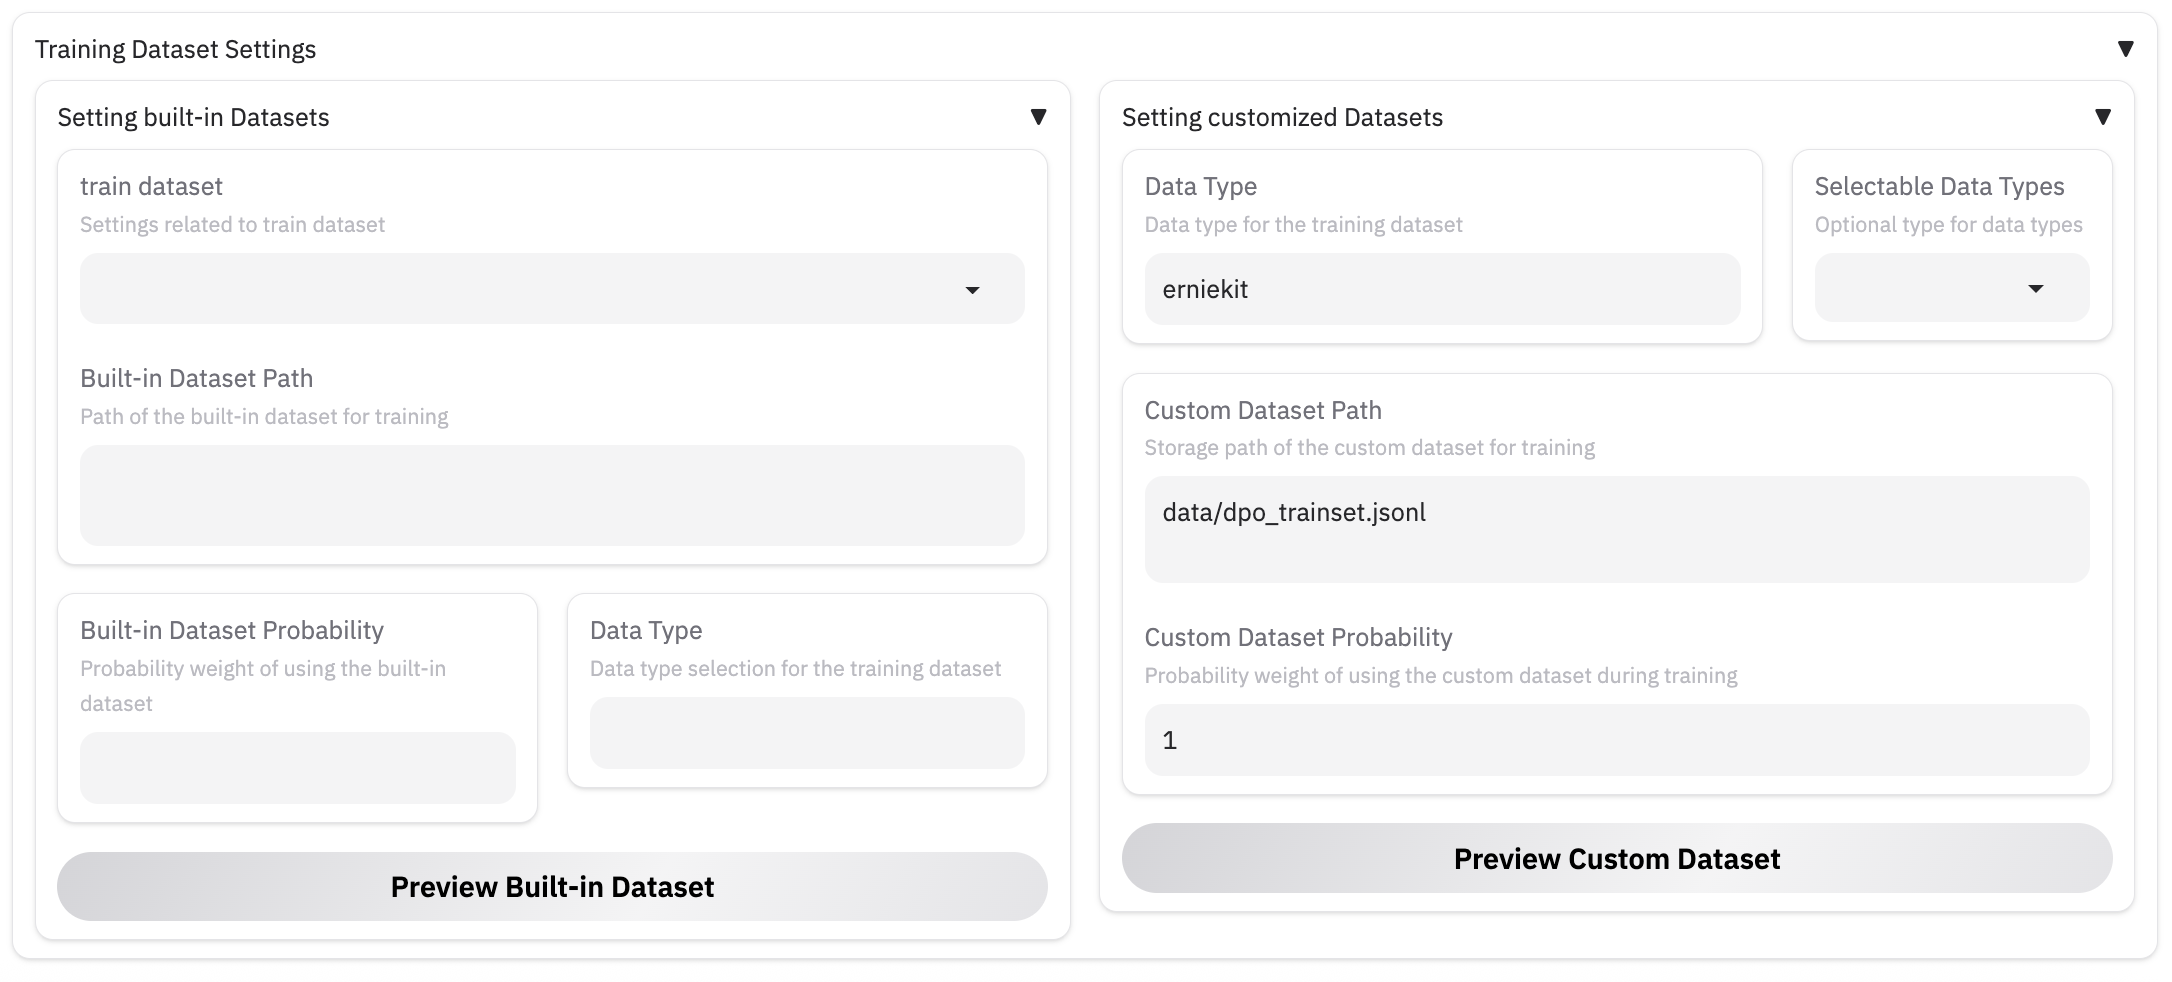 Training Dataset Settings
Setting built-in Datasets
train dataset
Settings related to train dataset
Built-in Dataset Path
Path of the built-in dataset for training
Built-in Dataset Probability
Probability weight of using the built-in
dataset
Data Type
Data type selection for the training dataset
Preview Built-in Dataset
Setting customized Datasets
Data Type
Data type for the training dataset
erniekit
Selectable Data Types
Optional type for data types
Custom Dataset Path
Storage path of the custom dataset for training
data/dpo_trainset.jsonl
Custom Dataset Probability
Probability weight of using the custom dataset during training
1
Preview Custom Dataset